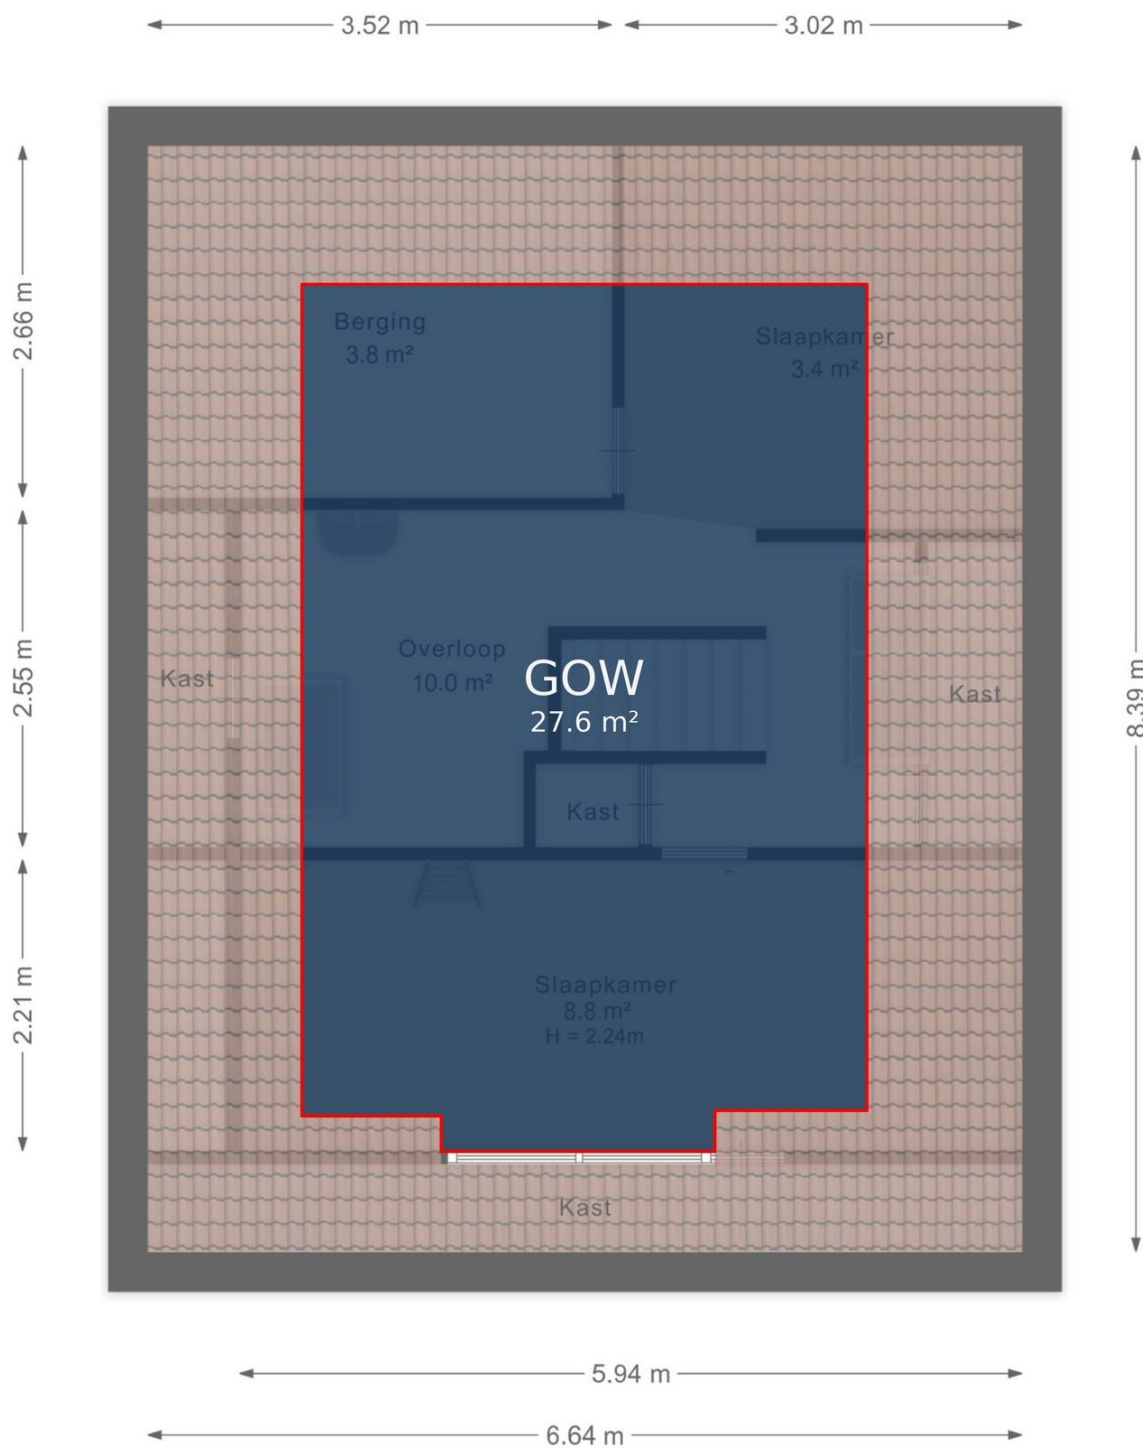 3.52 m
3.02 m
2.66 m
Berging
3.8 m²
Slaapkamer
3.4 m²
2.55 m
Kast
Overloop
10.0 m²
GOW
27.6 m²
Kast
8.39 m
Kast
2.21 m
Slaapkamer
8.8 m²
H = 2.24m
Kast
5.94 m
6.64 m